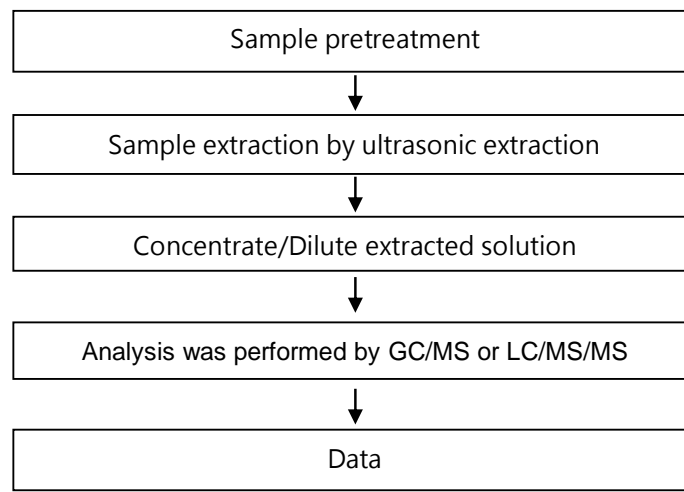 Sample pretreatment
Sample extraction by ultrasonic extraction
Concentrate/Dilute extracted solution
Analysis was performed by GC/MS or LC/MS/MS
Data